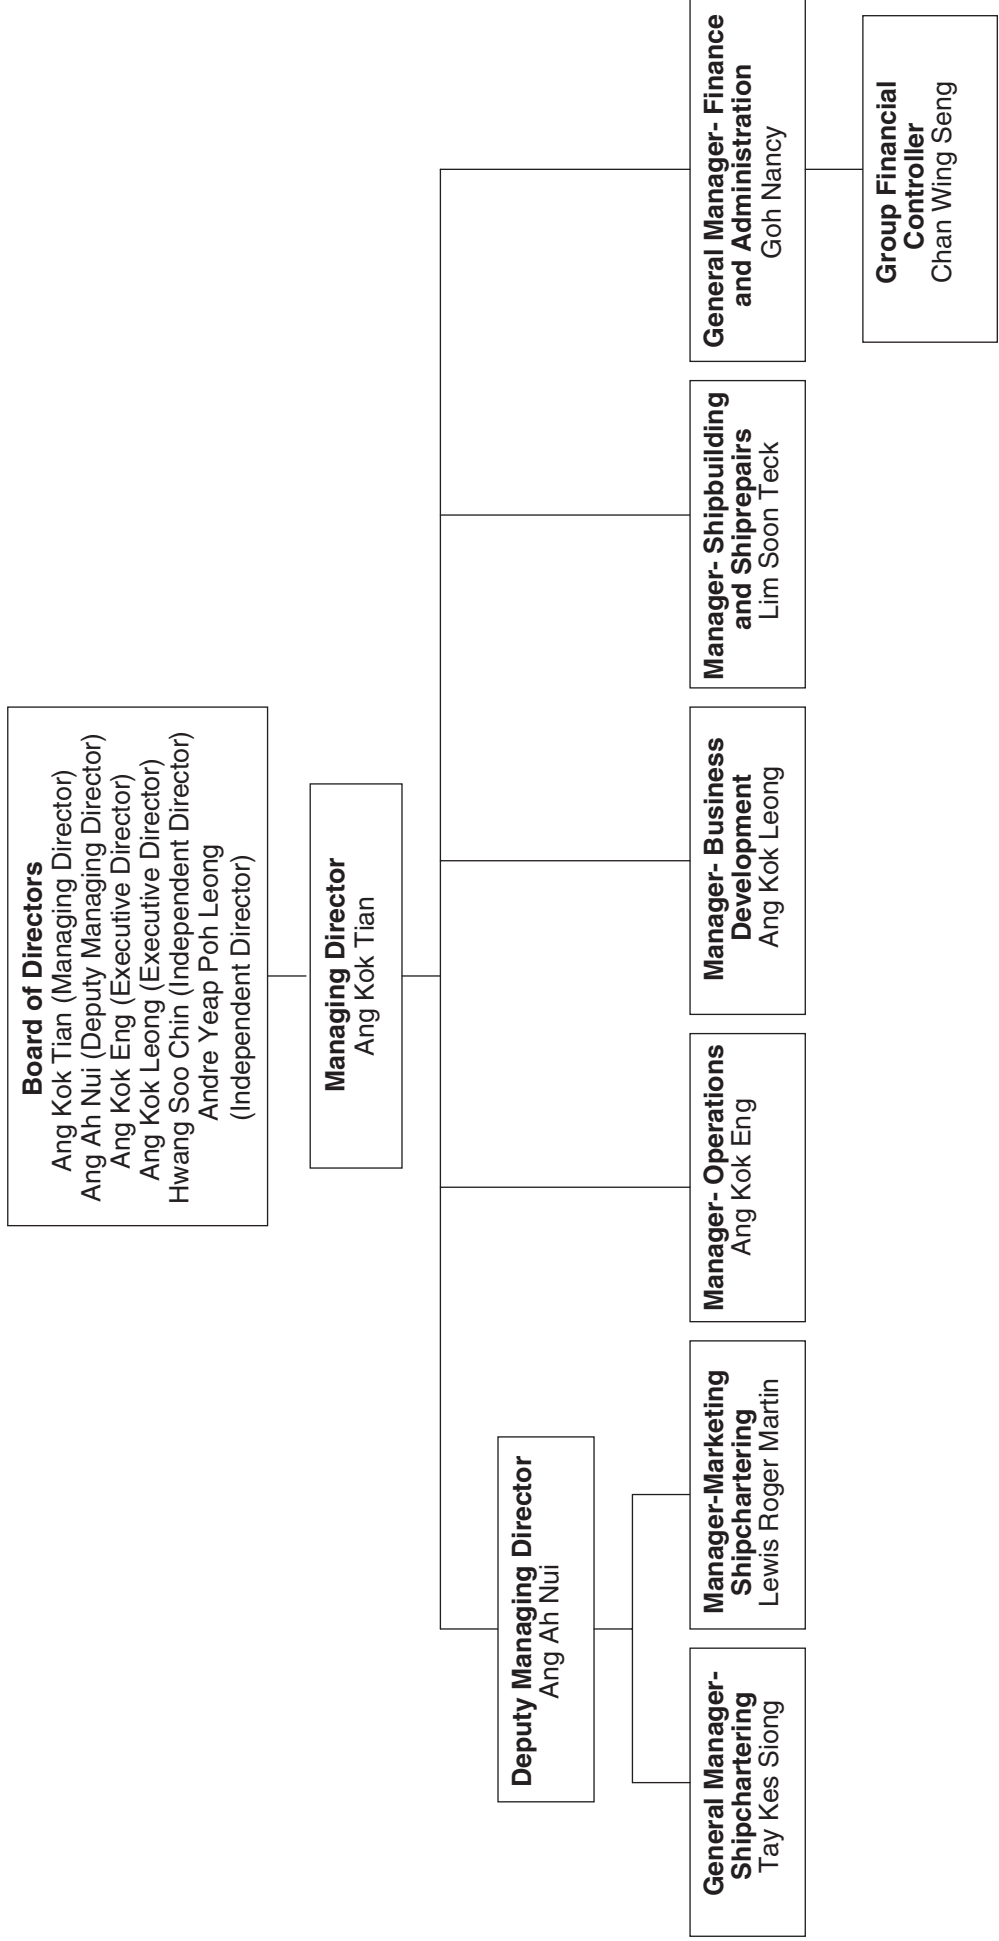 Board of Directors
Ang Kok Tian (Managing Director)
Ang Ah Nui (Deputy Managing Director)
Ang Kok Eng (Executive Director)
Ang Kok Leong (Executive Director)
Hwang Soo Chin (Independent Director)
Andre Yeap Poh Leong
(Independent Director)
Managing Director
Ang Kok Tian
Deputy Managing Director
Ang Ah Nui
General Manager-
Shipchartering
Tay Kes Siong
Manager-Marketing
Shipchartering
Lewis Roger Martin
Manager- Operations
Ang Kok Eng
Manager- Business
Development
Ang Kok Leong
Manager- Shipbuilding
and Shiprepairs
Lim Soon Teck
General Manager- Finance
and Administration
Goh Nancy
Group Financial
Controller
Chan Wing Seng